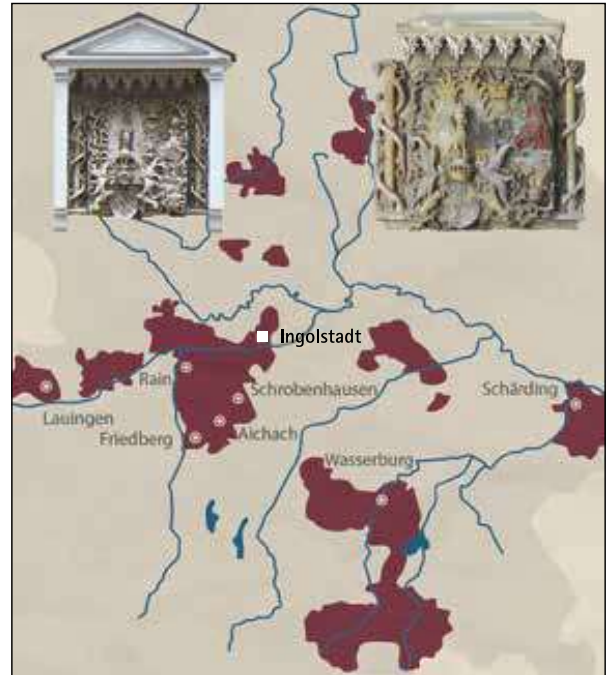 Ingolstadt
Rain
Schrobenhausen
Schärding
Lauingen
Aichach
Friedberg
Wasserburg